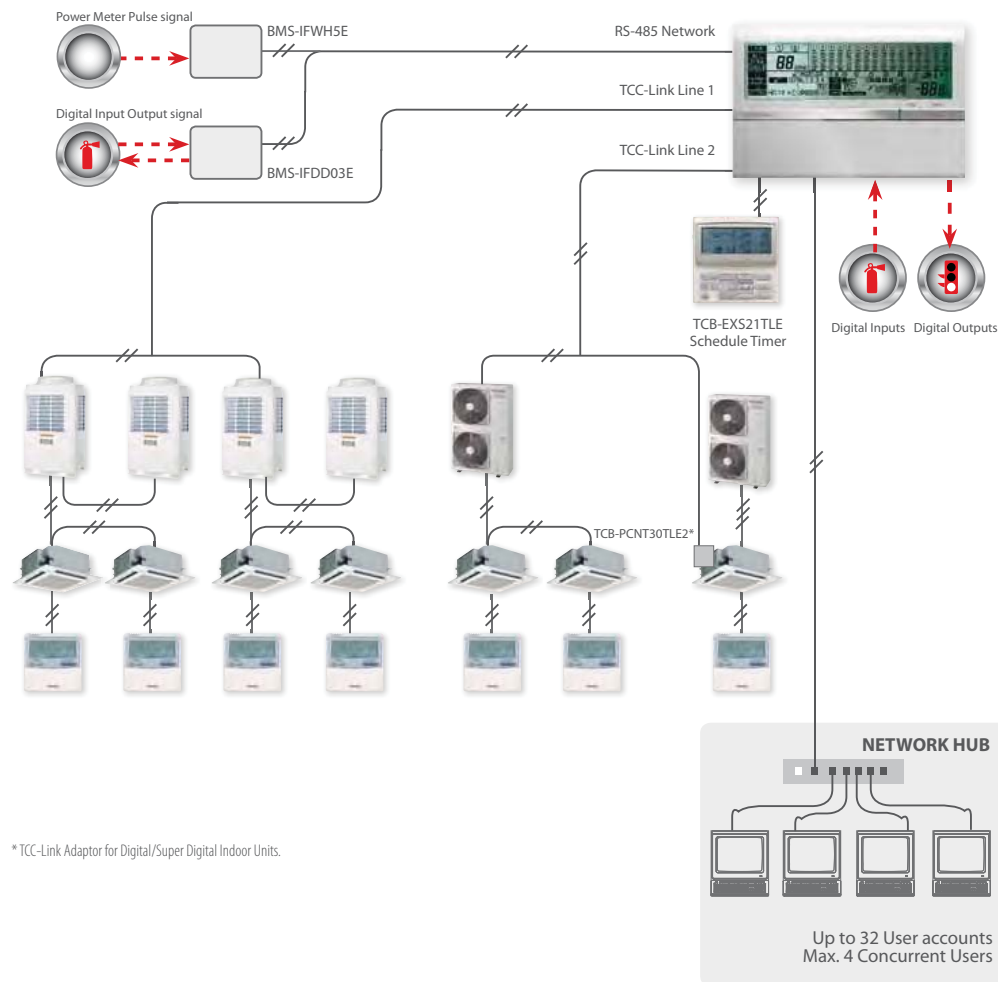 Power Meter Pulse signal
BMS-IFWH5E
RS-485 Network
TCC-Link Line 1
Digital Input Output signal
BMS-IFDD03E
TCC-Link Line 2
TCB-EXS21TLE
Schedule Timer
Digital Inputs
Digital Outputs
TCB-PCNT30TLE2*
NETWORK HUB
* TCC-Link Adaptor for Digital/Super Digital Indoor Units.
Up to 32 User accounts
Max. 4 Concurrent Users